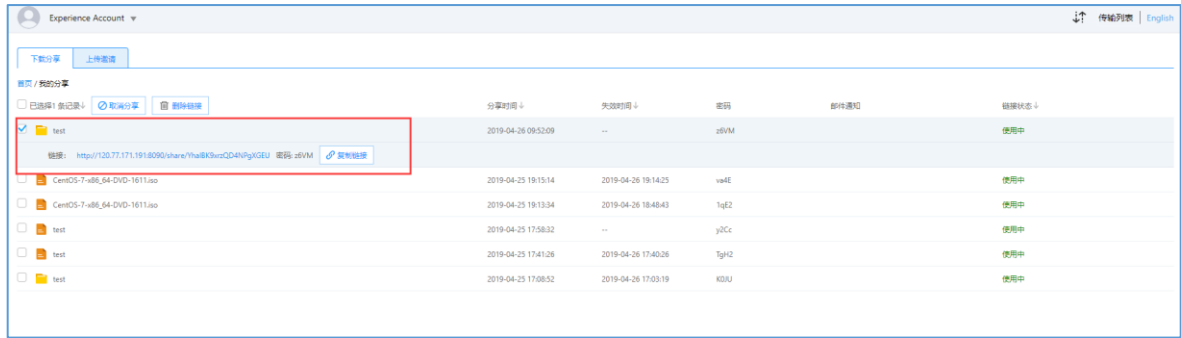 Experience Account 传输列表 English
下载分享 上传邀请
首页 / 我的分享
已选择1 条记录↓ 取消分享 删除链接 分享时间↓ 失效时间↓ 密码 邮件通知 链接状态↓
test 2019-04-26 09:52:09 -- z6VM 使用中
链接: http://120.77.171.191:8090/share/YhalBK9xrzQD4NPgXGEU 密码: z6VM 复制链接
CentOS-7-x86_64-DVD-1611.iso 2019-04-25 19:15:14 2019-04-26 19:14:25 va4E 使用中
CentOS-7-x86_64-DVD-1611.iso 2019-04-25 19:13:34 2019-04-26 18:48:43 1qE2 使用中
test 2019-04-25 17:58:32 -- y2Cc 使用中
test 2019-04-25 17:41:26 2019-04-26 17:40:26 TgH2 使用中
test 2019-04-25 17:08:52 2019-04-26 17:03:19 K0JU 使用中